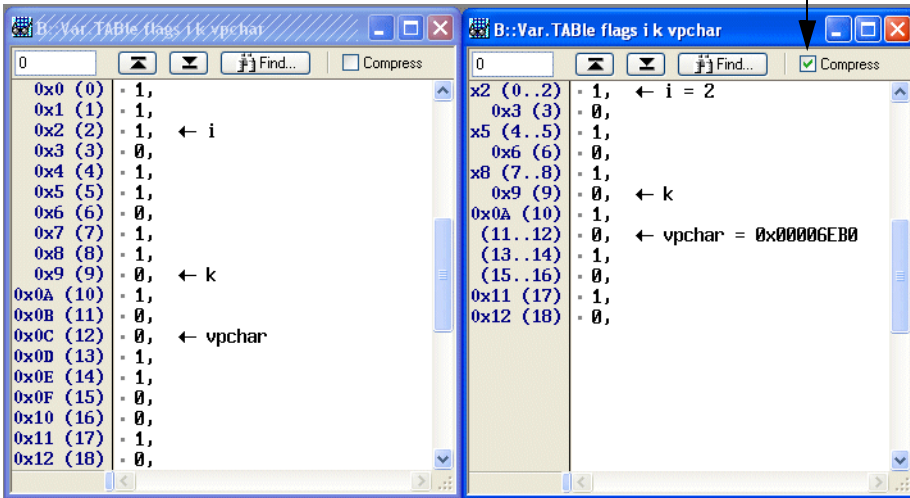 B::Var.TABle flags i k vpchar
0 Find... Compress
0x0 (0) 1,
0x1 (1) 1,
0x2 (2) 1, ← i
0x3 (3) 0,
0x4 (4) 1,
0x5 (5) 1,
0x6 (6) 0,
0x7 (7) 1,
0x8 (8) 1,
0x9 (9) 0, ← k
0x0A (10) 1,
0x0B (11) 0,
0x0C (12) 0, ← vpchar
0x0D (13) 1,
0x0E (14) 1,
0x0F (15) 0,
0x10 (16) 0,
0x11 (17) 1,
0x12 (18) 0,
B::Var.TABle flags i k vpchar
0 Find... Compress
x2 (0..2) 1, ← i = 2
0x3 (3) 0,
x5 (4..5) 1,
0x6 (6) 0,
x8 (7..8) 1,
0x9 (9) 0, ← k
0x0A (10) 1,
(11..12) 0, ← vpchar = 0x00006EB0
(13..14) 1,
(15..16) 0,
0x11 (17) 1,
0x12 (18) 0,